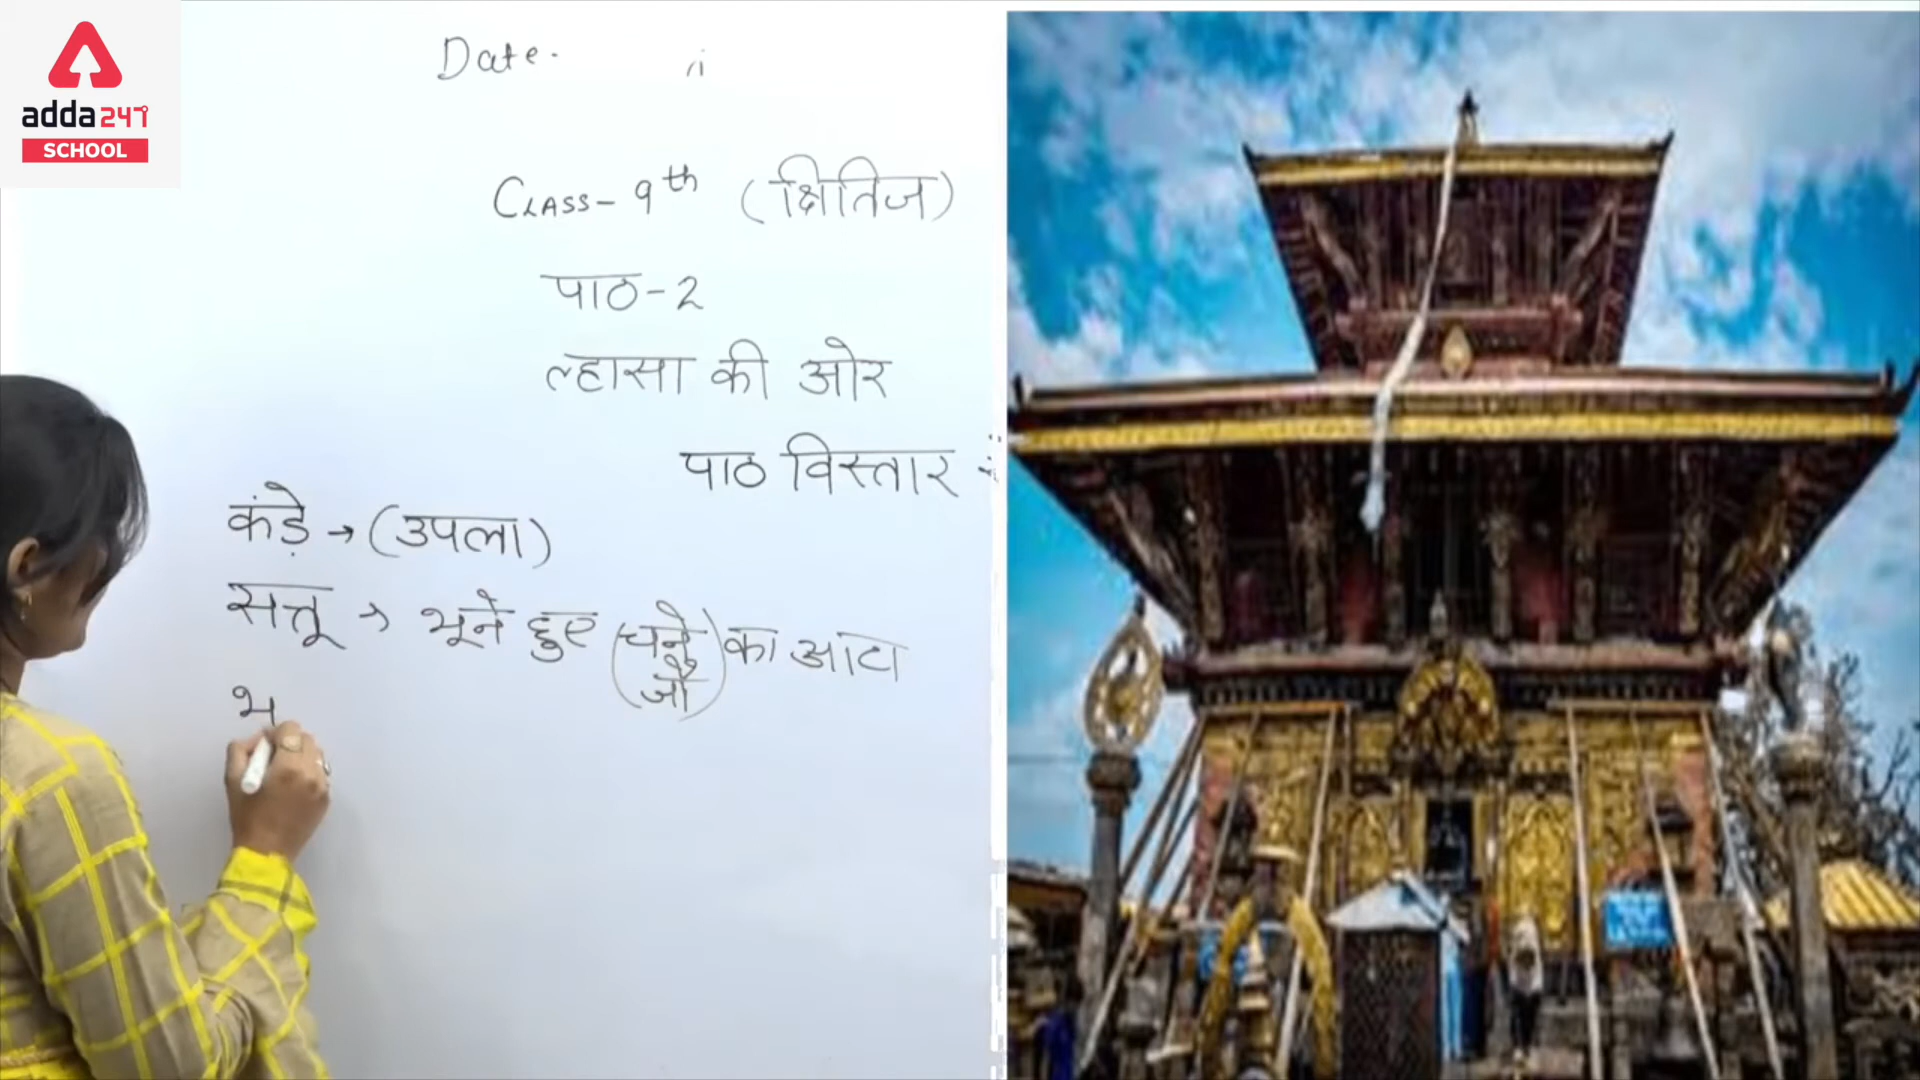 adda247
SCHOOL
Date.
CLASS-9th (क्षितिज)
पाठ-2
ल्हासा की ओर
पाठ विस्तार
कंड़े → (उपला)
सत्तू → भूने हुए (चने, जौ) का आटा
भ